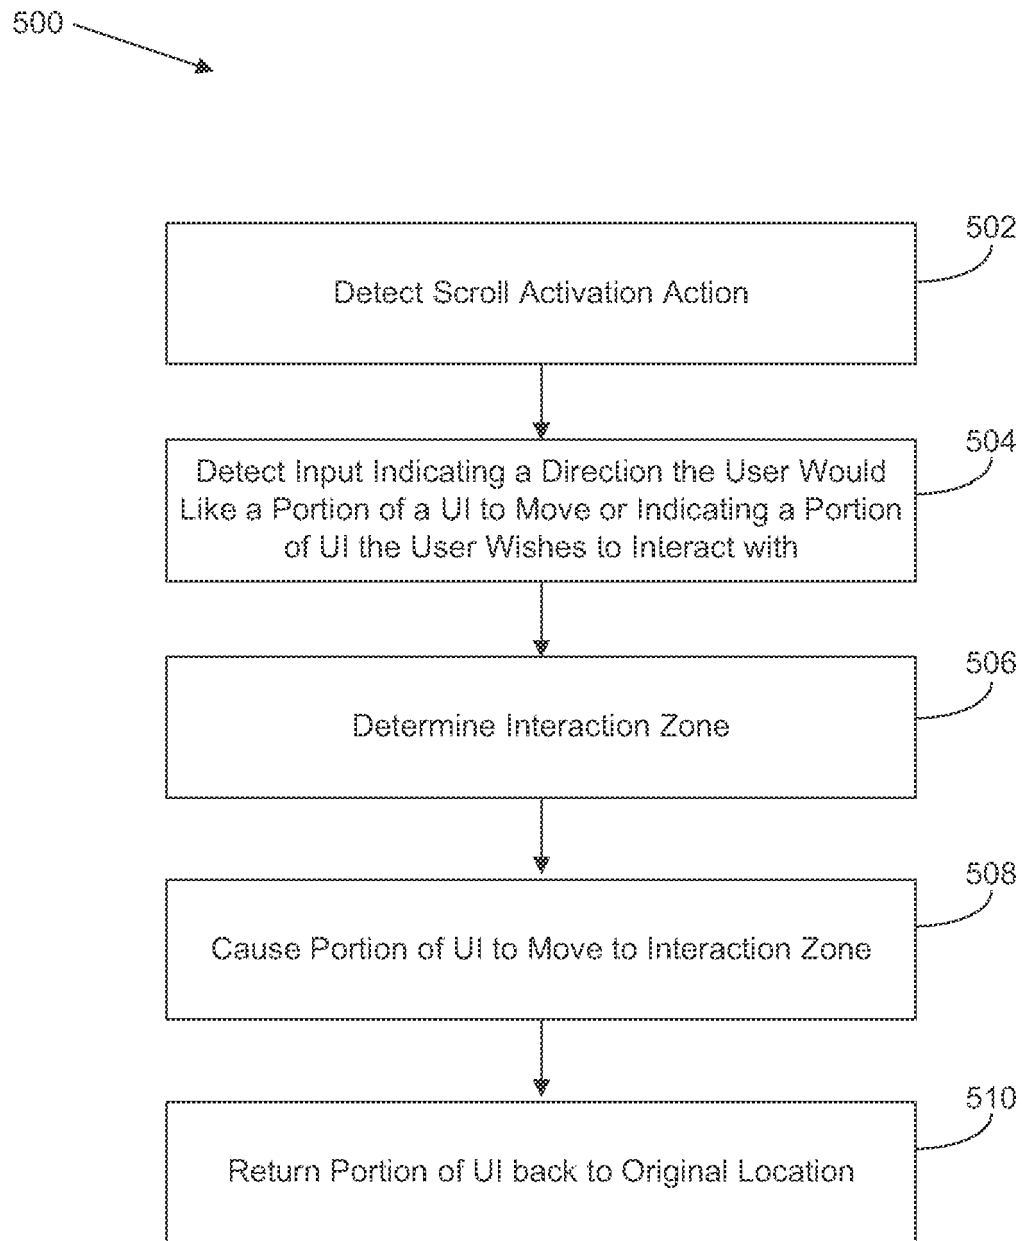 500
502
Detect Scroll Activation Action
504
Detect Input Indicating a Direction the User Would
Like a Portion of a UI to Move or Indicating a Portion
of UI the User Wishes to Interact with
506
Determine Interaction Zone
508
Cause Portion of UI to Move to Interaction Zone
510
Return Portion of UI back to Original Location